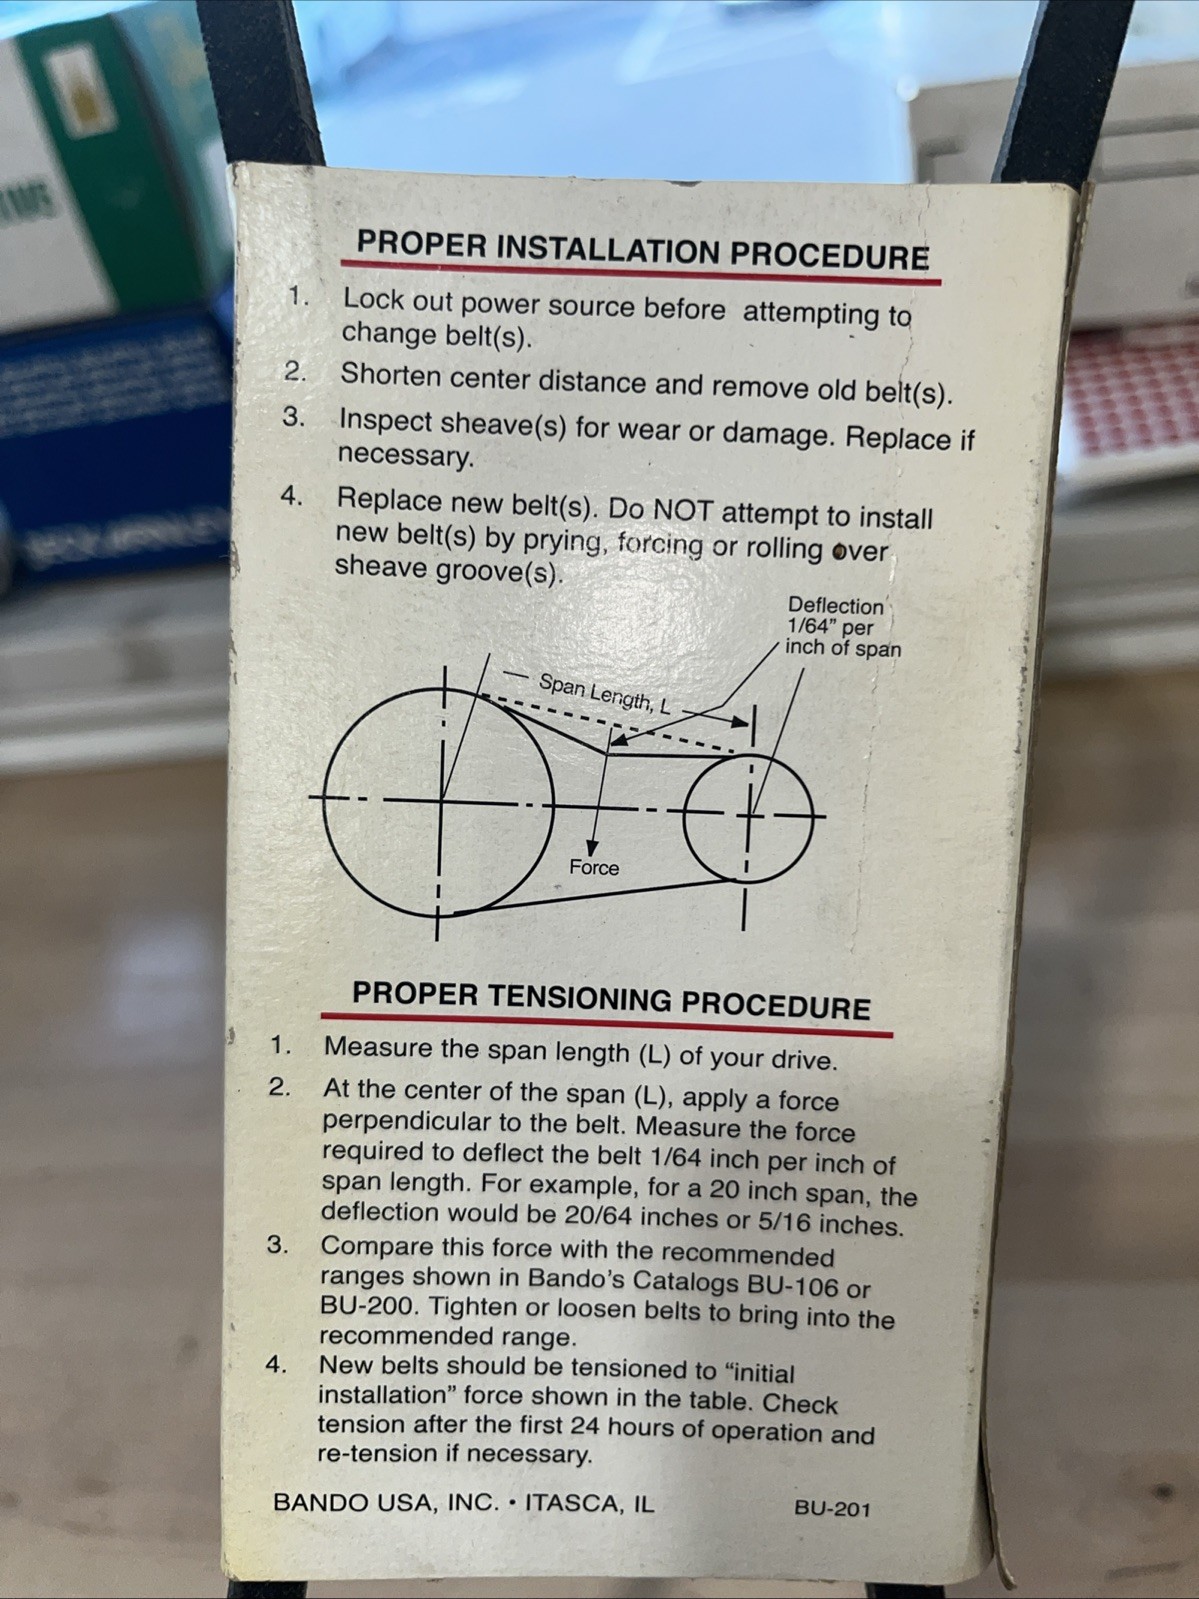 PROPER INSTALLATION PROCEDURE
1. Lock out power source before attempting to
change belt(s).
2. Shorten center distance and remove old belt(s).
3. Inspect sheave(s) for wear or damage. Replace if
necessary.
4. Replace new belt(s). Do NOT attempt to install
new belt(s) by prying, forcing or rolling over
sheave groove(s).
Deflection
1/64” per
inch of span
Span Length, L
Force
PROPER TENSIONING PROCEDURE
1. Measure the span length (L) of your drive.
2. At the center of the span (L), apply a force
perpendicular to the belt. Measure the force
required to deflect the belt 1/64 inch per inch of
span length. For example, for a 20 inch span, the
deflection would be 20/64 inches or 5/16 inches.
3. Compare this force with the recommended
ranges shown in Bando’s Catalogs BU-106 or
BU-200. Tighten or loosen belts to bring into the
recommended range.
4. New belts should be tensioned to “initial
installation” force shown in the table. Check
tension after the first 24 hours of operation and
re-tension if necessary.
BANDO USA, INC. • ITASCA, IL BU-201